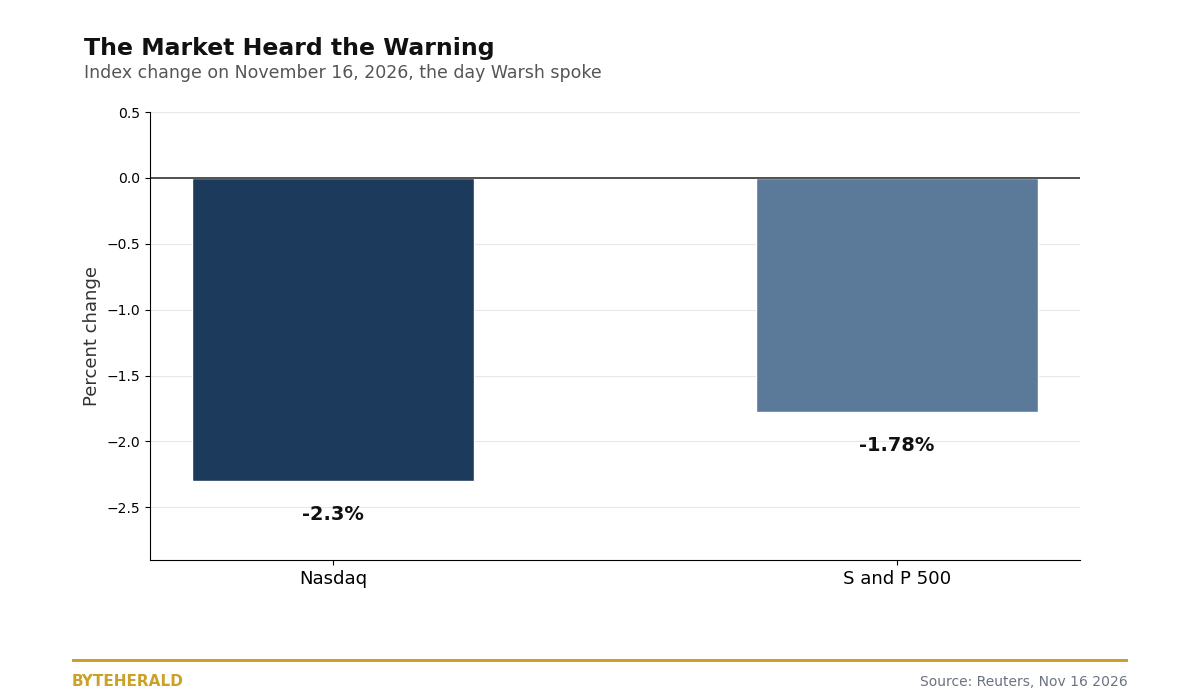 The Market Heard the Warning
Index change on November 16, 2026, the day Warsh spoke
0.5
0.0
−0.5
−1.0
−1.5
−2.0
−2.5
Percent change
-2.3%
-1.78%
Nasdaq
S and P 500
BYTEHERALD
Source: Reuters, Nov 16 2026